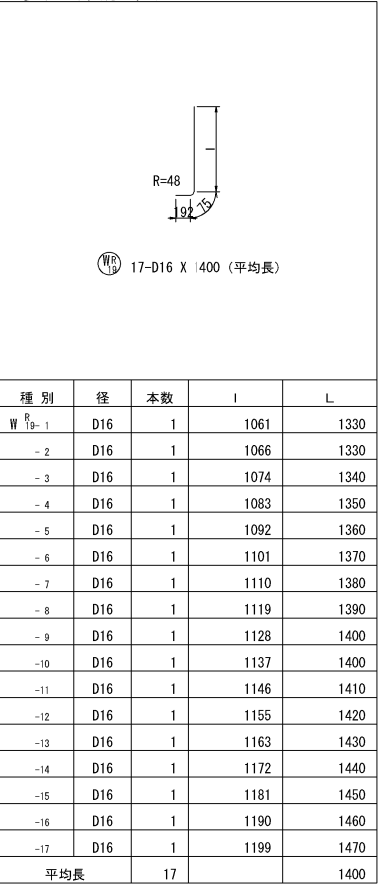 R=48
l
75
192
W R 19 17-D16 X 1400 (平均長)
種 別 径 本数 l L
W R 19- 1 D16 1 1061 1330
- 2 D16 1 1066 1330
- 3 D16 1 1074 1340
- 4 D16 1 1083 1350
- 5 D16 1 1092 1360
- 6 D16 1 1101 1370
- 7 D16 1 1110 1380
- 8 D16 1 1119 1390
- 9 D16 1 1128 1400
-10 D16 1 1137 1400
-11 D16 1 1146 1410
-12 D16 1 1155 1420
-13 D16 1 1163 1430
-14 D16 1 1172 1440
-15 D16 1 1181 1450
-16 D16 1 1190 1460
-17 D16 1 1199 1470
平均長 17 1400